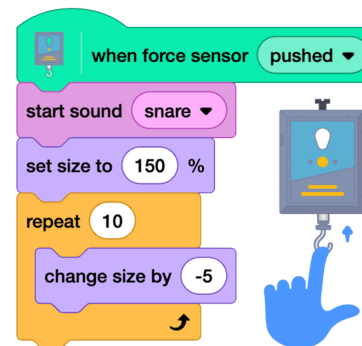 when force sensor pushed
start sound snare
set size to 150 %
repeat 10
change size by -5